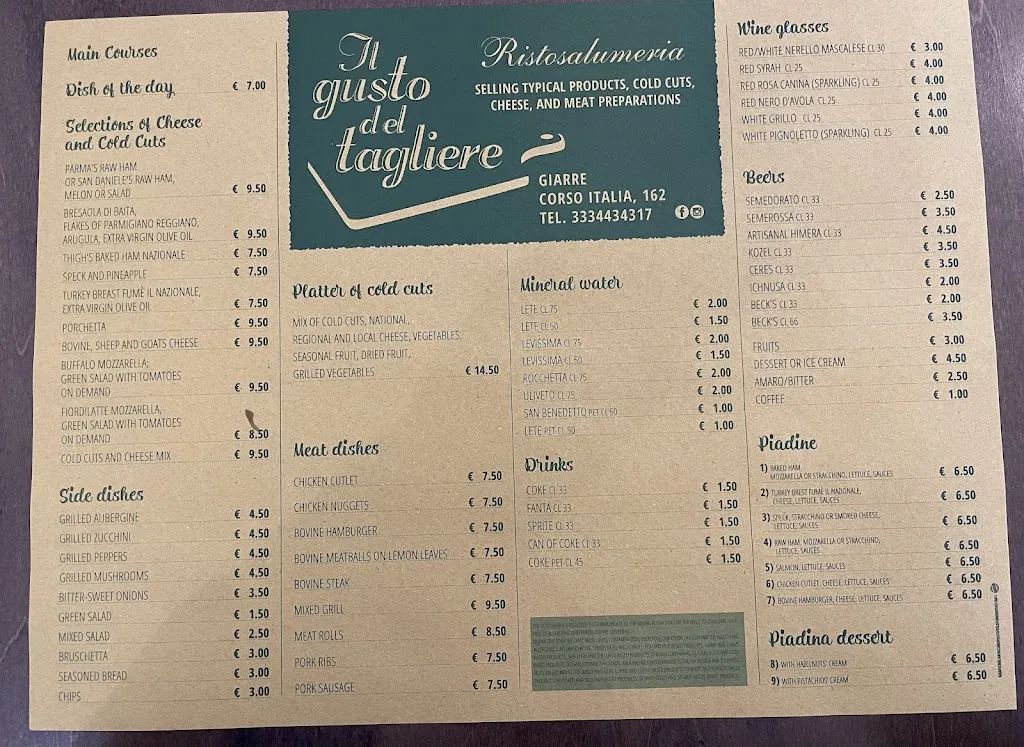 Main Courses
Dish of the day € 7.00
Selections of Cheese
and Cold Cuts
PARMA'S RAW HAM
OR SAN DANIELE'S RAW HAM,
MELON OR SALAD € 9.50
BRESAOLA DI BAITA,
FLAKES OF PARMIGIANO REGGIANO,
ARUGULA, EXTRA VIRGIN OLIVE OIL € 9.50
THIGH'S BAKED HAM NAZIONALE € 7.50
SPECK AND PINEAPPLE € 7.50
TURKEY BREAST FUMÈ IL NAZIONALE,
EXTRA VIRGIN OLIVE OIL € 7.50
PORCHETTA € 9.50
BOVINE, SHEEP AND GOATS CHEESE € 9.50
BUFFALO MOZZARELLA;
GREEN SALAD WITH TOMATOES
ON DEMAND € 9.50
FIORDILATTE MOZZARELLA,
GREEN SALAD WITH TOMATOES
ON DEMAND € 8.50
COLD CUTS AND CHEESE MIX € 9.50
Side dishes
GRILLED AUBERGINE € 4.50
GRILLED ZUCCHINI € 4.50
GRILLED PEPPERS € 4.50
GRILLED MUSHROOMS € 4.50
BITTER-SWEET ONIONS € 3.50
GREEN SALAD € 1.50
MIXED SALAD € 2.50
BRUSCHETTA € 3.00
SEASONED BREAD € 3.00
CHIPS € 3.00
Il
gusto
del
tagliere
Ristosalumeria
SELLING TYPICAL PRODUCTS, COLD CUTS,
CHEESE, AND MEAT PREPARATIONS
GIARRE
CORSO ITALIA, 162
TEL. 3334434317
Platter of cold cuts
MIX OF COLD CUTS, NATIONAL,
REGIONAL AND LOCAL CHEESE, VEGETABLES,
SEASONAL FRUIT, DRIED FRUIT,
GRILLED VEGETABLES € 14.50
Meat dishes
CHICKEN CUTLET € 7.50
CHICKEN NUGGETS € 7.50
BOVINE HAMBURGER € 7.50
BOVINE MEATBALLS ON LEMON LEAVES € 7.50
BOVINE STEAK € 7.50
MIXED GRILL € 9.50
MEAT ROLLS € 8.50
PORK RIBS € 7.50
PORK SAUSAGE € 7.50
Mineral water
LETE CL 75 € 2.00
LETE CL 50 € 1.50
LEVISSIMA CL 75 € 2.00
LEVISSIMA CL 50 € 1.50
ROCCHETTA CL 75 € 2.00
ULIVETO CL 75 € 2.00
SAN BENEDETTO PET CL 50 € 1.00
LETE PET CL 50 € 1.00
Drinks
COKE CL 33 € 1.50
FANTA CL 33 € 1.50
SPRITE CL 33 € 1.50
CAN OF COKE CL 33 € 1.50
COKE PET CL 45 € 1.50
Wine glasses
RED/WHITE NERELLO MASCALESE CL 30 € 3.00
RED SYRAH CL 25 € 4.00
RED ROSA CANINA (SPARKLING) CL 25 € 4.00
RED NERO D'AVOLA CL 25 € 4.00
WHITE GRILLO CL 25 € 4.00
WHITE PIGNOLETTO (SPARKLING) CL 25 € 4.00
Beers
SEMEDORATO CL 33 € 2.50
SEMEROSSA CL 33 € 3.50
ARTISANAL HIMERA CL 33 € 4.50
KOZEL CL 33 € 3.50
CERES CL 33 € 3.50
ICHNUSA CL 33 € 2.00
BECK'S CL 33 € 2.00
BECK'S CL 66 € 3.50
FRUITS € 3.00
DESSERT OR ICE CREAM € 4.50
AMARO/BITTER € 2.50
COFFEE € 1.00
Piadine
1) BAKED HAM,
MOZZARELLA OR STRACCHINO, LETTUCE, SAUCES € 6.50
2) TURKEY BREST FUMÈ IL NAZIONALE,
CHEESE, LETTUCE, SAUCES € 6.50
3) SPECK, STRACCHINO OR SMOKED CHEESE,
LETTUCE, SAUCES € 6.50
4) RAW HAM, MOZZARELLA OR STRACCHINO,
LETTUCE, SAUCES € 6.50
5) SALMON, LETTUCE, SAUCES € 6.50
6) CHICKEN CUTLET, CHEESE, LETTUCE, SAUCES € 6.50
7) BOVINE HAMBURGER, CHEESE, LETTUCE, SAUCES € 6.50
Piadina dessert
8) WITH HAZELNUTS' CREAM € 6.50
9) WITH PISTACHIOS' CREAM € 6.50